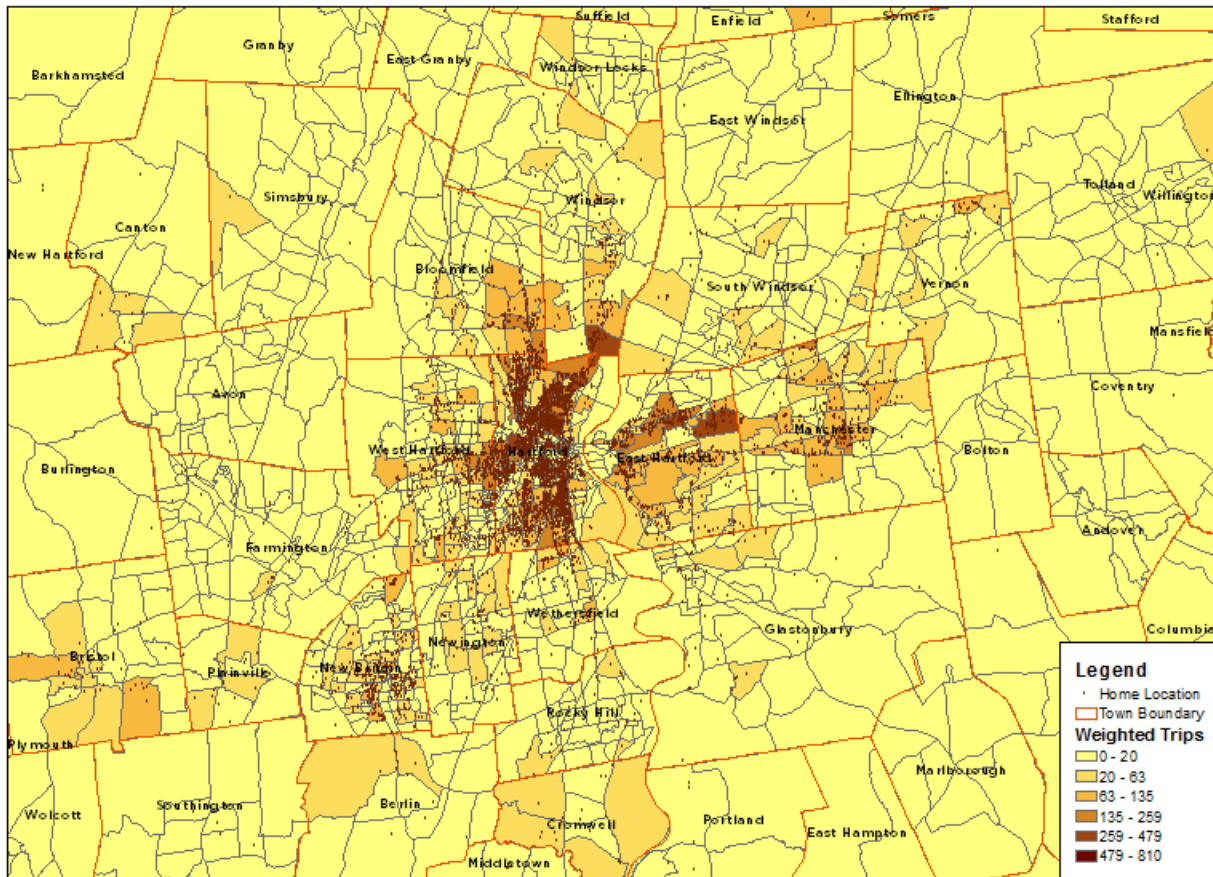 Suffield
Enfield
Somers
Stafford
Granby
East Granby
Windsor Locks
Barkhamsted
Ellington
East Windsor
Tolland
Willington
Simsbury
Windsor
Canton
New Hartford
Bloomfield
South Windsor
Vernon
Mansfield
Avon
Coventry
Manchester
West Hartford
Hartford
East Hartford
Bolton
Burlington
Andover
Farmington
Wethersfield
Glastonbury
Columbia
Newington
Bristol
Plainville
New Britain
Rocky Hill
Plymouth
Marlborough
Berlin
Southington
Wolcott
Cromwell
Portland
East Hampton
Middletown
Legend
Home Location
Town Boundary
Weighted Trips
0 - 20
20 - 63
63 - 135
135 - 259
259 - 479
479 - 810